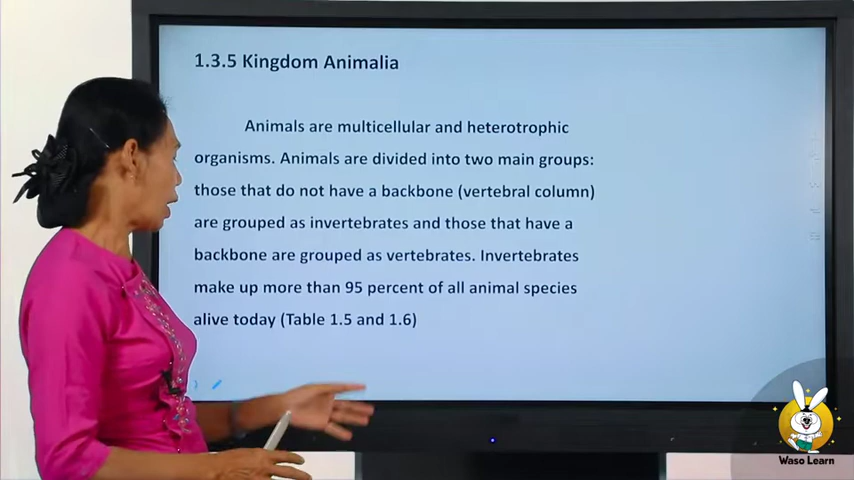 1.3.5 Kingdom Animalia
Animals are multicellular and heterotrophic
organisms. Animals are divided into two main groups:
those that do not have a backbone (vertebral column)
are grouped as invertebrates and those that have a
backbone are grouped as vertebrates. Invertebrates
make up more than 95 percent of all animal species
alive today (Table 1.5 and 1.6)
Waso Learn